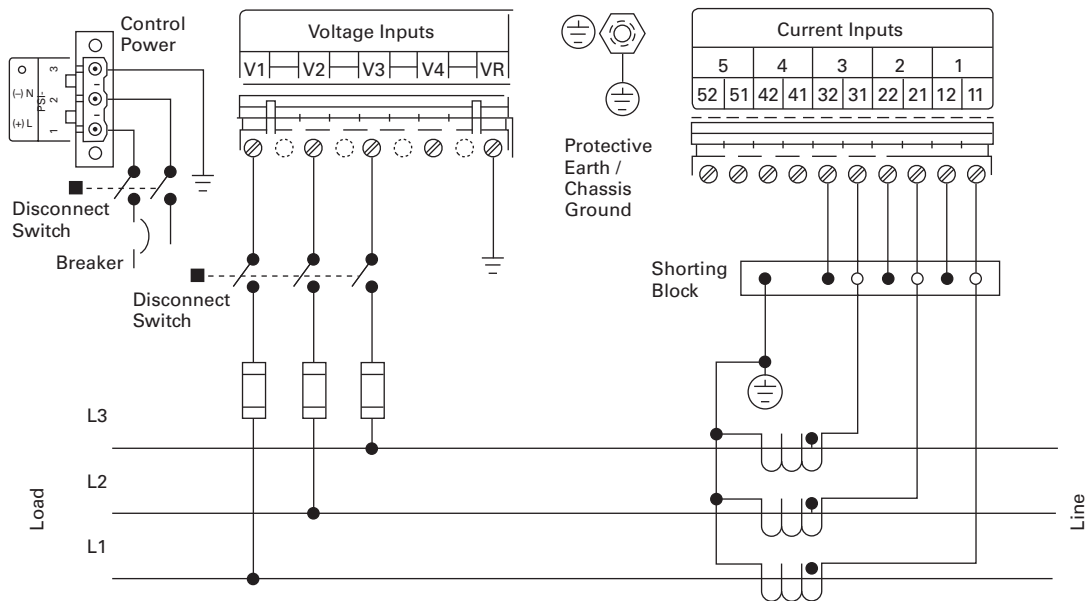 Control
Power
Voltage Inputs
V1 V2 V3 V4 VR
Current Inputs
5 4 3 2 1
52 51 42 41 32 31 22 21 12 11
3
(–) N
PSI-
2
(+) L
1
Protective
Earth /
Chassis
Ground
Disconnect
Switch
Breaker
Disconnect
Switch
Shorting
Block
L3
L2
L1
Load
Line